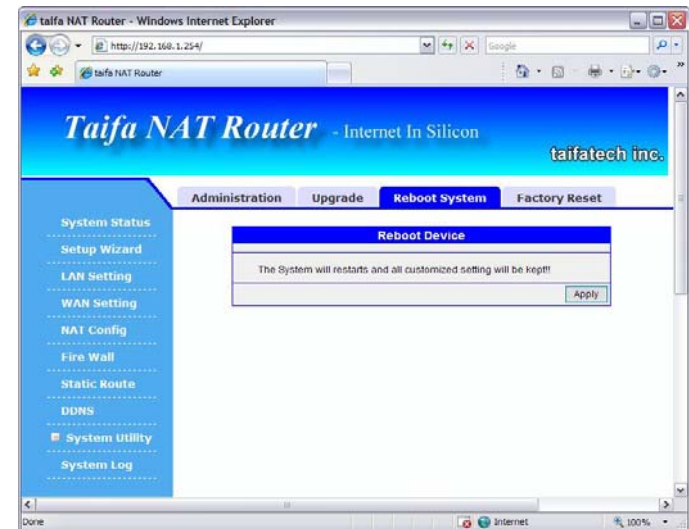 taifa NAT Router - Windows Internet Explorer
http://192.168.1.254/
Google
taifa NAT Router
Taifa NAT Router - Internet In Silicon
taifatech inc.
Administration
Upgrade
Reboot System
Factory Reset
System Status
Setup Wizard
LAN Setting
WAN Setting
NAT Config
Fire Wall
Static Route
DDNS
System Utility
System Log
Reboot Device
The System will restarts and all customized setting will be kept!!
Apply
Done
Internet
100%